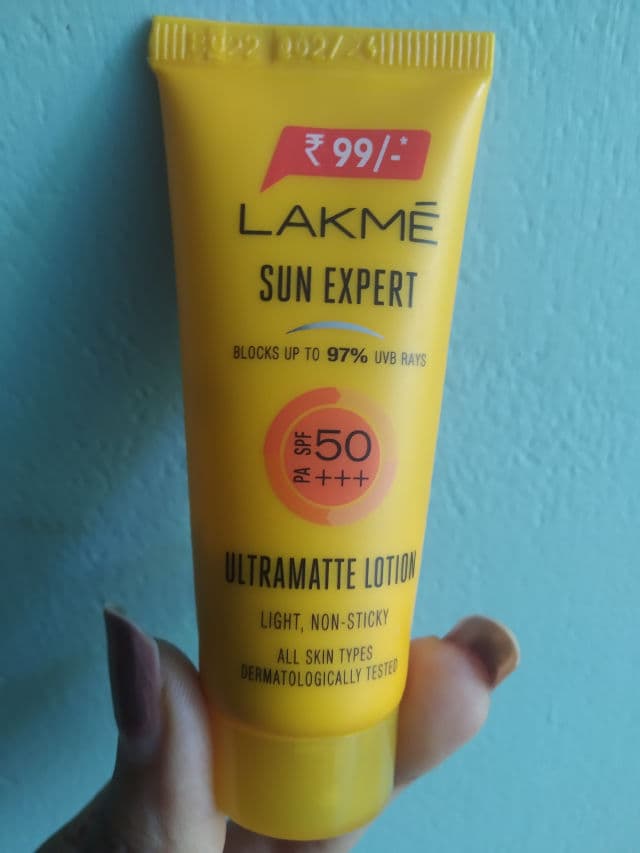 ₹ 99/-*
LAKMÉ
SUN EXPERT
BLOCKS UP TO 97% UVB RAYS
PA SPF 50
+++
ULTRAMATTE LOTION
LIGHT, NON-STICKY
ALL SKIN TYPES
DERMATOLOGICALLY TESTED